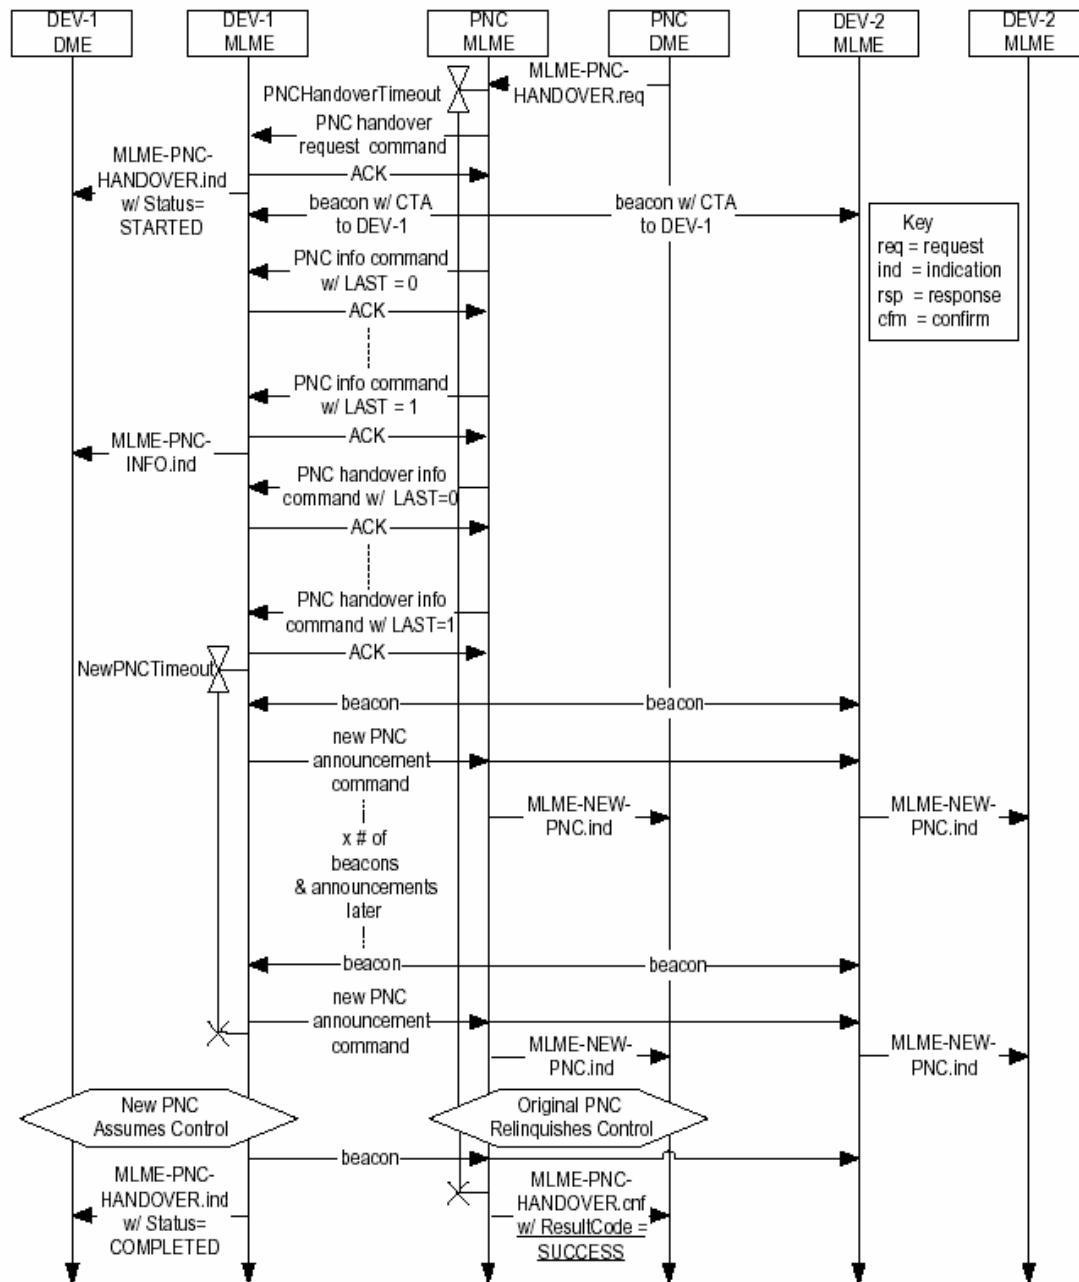 DEV-1
DME
DEV-1
MLME
PNC
MLME
PNC
DME
DEV-2
MLME
DEV-2
MLME
MLME-PNC-
HANDOVER.req
PNCHandoverTimeout
PNC handover
request command
MLME-PNC-
HANDOVER.ind
w/ Status=
STARTED
ACK
beacon w/ CTA
to DEV-1
beacon w/ CTA
to DEV-1
Key
req = request
ind = indication
rsp = response
cfm = confirm
PNC info command
w/ LAST = 0
ACK
PNC info command
w/ LAST = 1
ACK
MLME-PNC-
INFO.ind
PNC handover info
command w/ LAST=0
ACK
PNC handover info
command w/ LAST=1
ACK
NewPNCTimeout
beacon
beacon
new PNC
announcement
command
MLME-NEW-
PNC.ind
MLME-NEW-
PNC.ind
x # of
beacons
& announcements
later
beacon
beacon
new PNC
announcement
command
MLME-NEW-
PNC.ind
MLME-NEW-
PNC.ind
New PNC
Assumes Control
Original PNC
Relinquishes Control
beacon
MLME-PNC-
HANDOVER.ind
w/ Status=
COMPLETED
MLME-PNC-
HANDOVER.cnf
w/ ResultCode =
SUCCESS